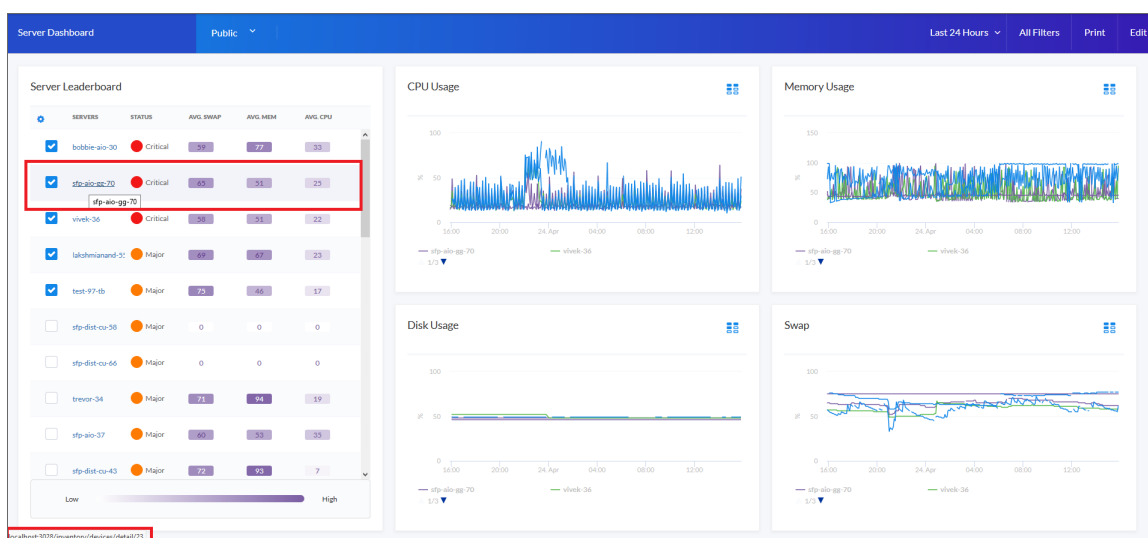 Server Dashboard Public Last 24 Hours All Filters Print Edit
Server Leaderboard
SERVERS STATUS AVG. SWAP AVG. MEM AVG. CPU
bobbie-aio-30 Critical 59 77 33
sfp-aio-gg-70 Critical 65 51 25
sfp-aio-gg-70
vivek-36 Critical 58 51 22
lakshmianand-5 Major 69 67 23
test-97-tb Major 75 46 17
sfp-dist-cu-58 Major 0 0 0
sfp-dist-cu-66 Major 0 0 0
trevor-34 Major 71 94 19
sfp-aio-37 Major 60 53 35
sfp-dist-cu-43 Major 72 93 7
Low High
CPU Usage
100
% 50
0
16:00 20:00 24. Apr 04:00 08:00 12:00
sfp-aio-gg-70 vivek-36
1/3
Memory Usage
150
100
% 50
0
16:00 20:00 24. Apr 04:00 08:00 12:00
sfp-aio-gg-70 vivek-36
1/3
Disk Usage
100
% 50
0
16:00 20:00 24. Apr 04:00 08:00 12:00
sfp-aio-gg-70 vivek-36
1/3
Swap
100
% 50
0
16:00 20:00 24. Apr 04:00 08:00 12:00
sfp-aio-gg-70 vivek-36
1/3
localhost:3028/inventory/devices/detail/23